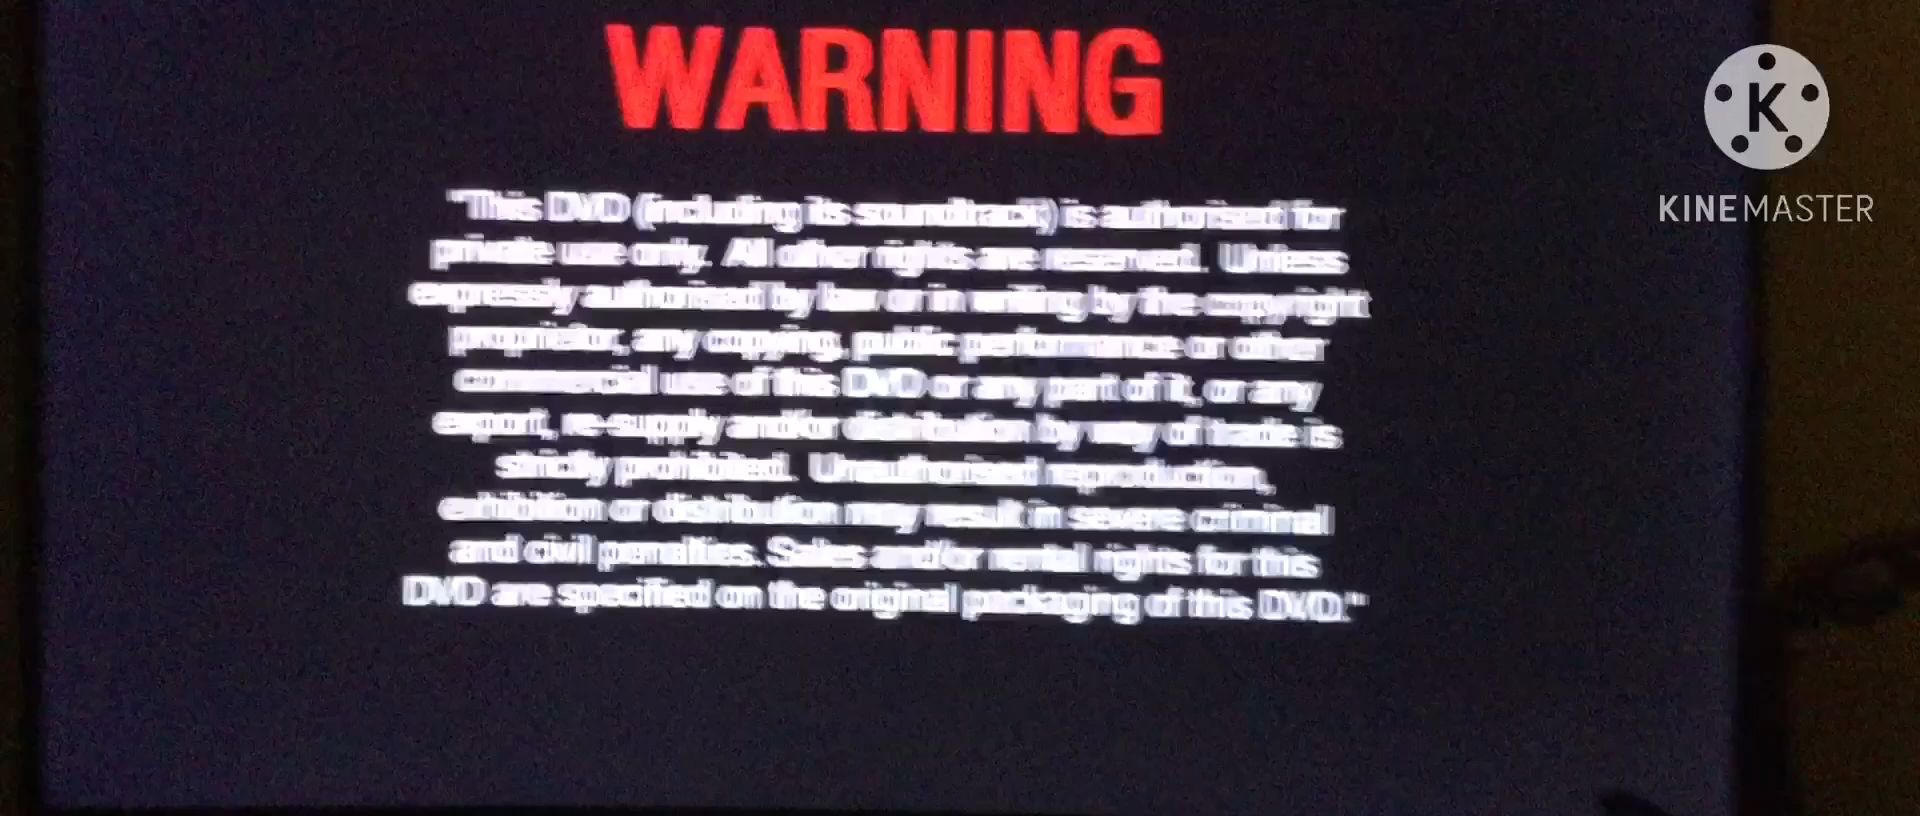 WARNING
"This DVD (including its soundtrack) is authorised for
private use only. All other rights are reserved. Unless
expressly authorised by law or in writing by the copyright
proprietor, any copying, public performance or other
commercial use of this DVD or any part of it, or any
export, re-supply and/or distribution by way of trade is
strictly prohibited. Unauthorised reproduction,
exhibition or distribution may result in severe criminal
and civil penalties. Sales and/or rental rights for this
DVD are specified on the original packaging of this DVD."
K
KINEMASTER